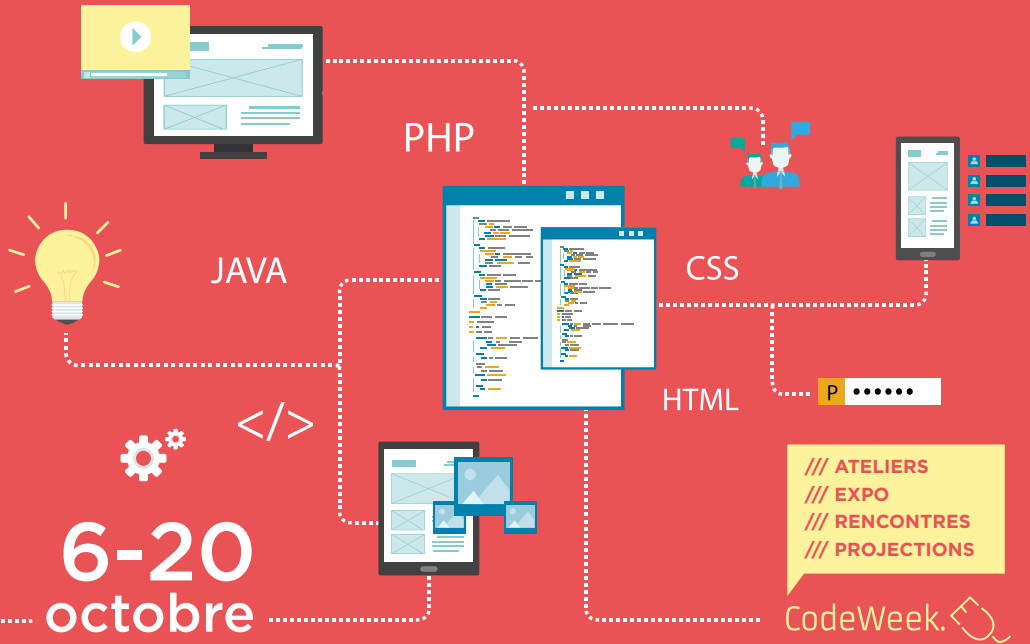 PHP
JAVA
CSS
HTML
P ••••••
</>
/// ATELIERS
/// EXPO
/// RENCONTRES
/// PROJECTIONS
6-20
octobre
CodeWeek.